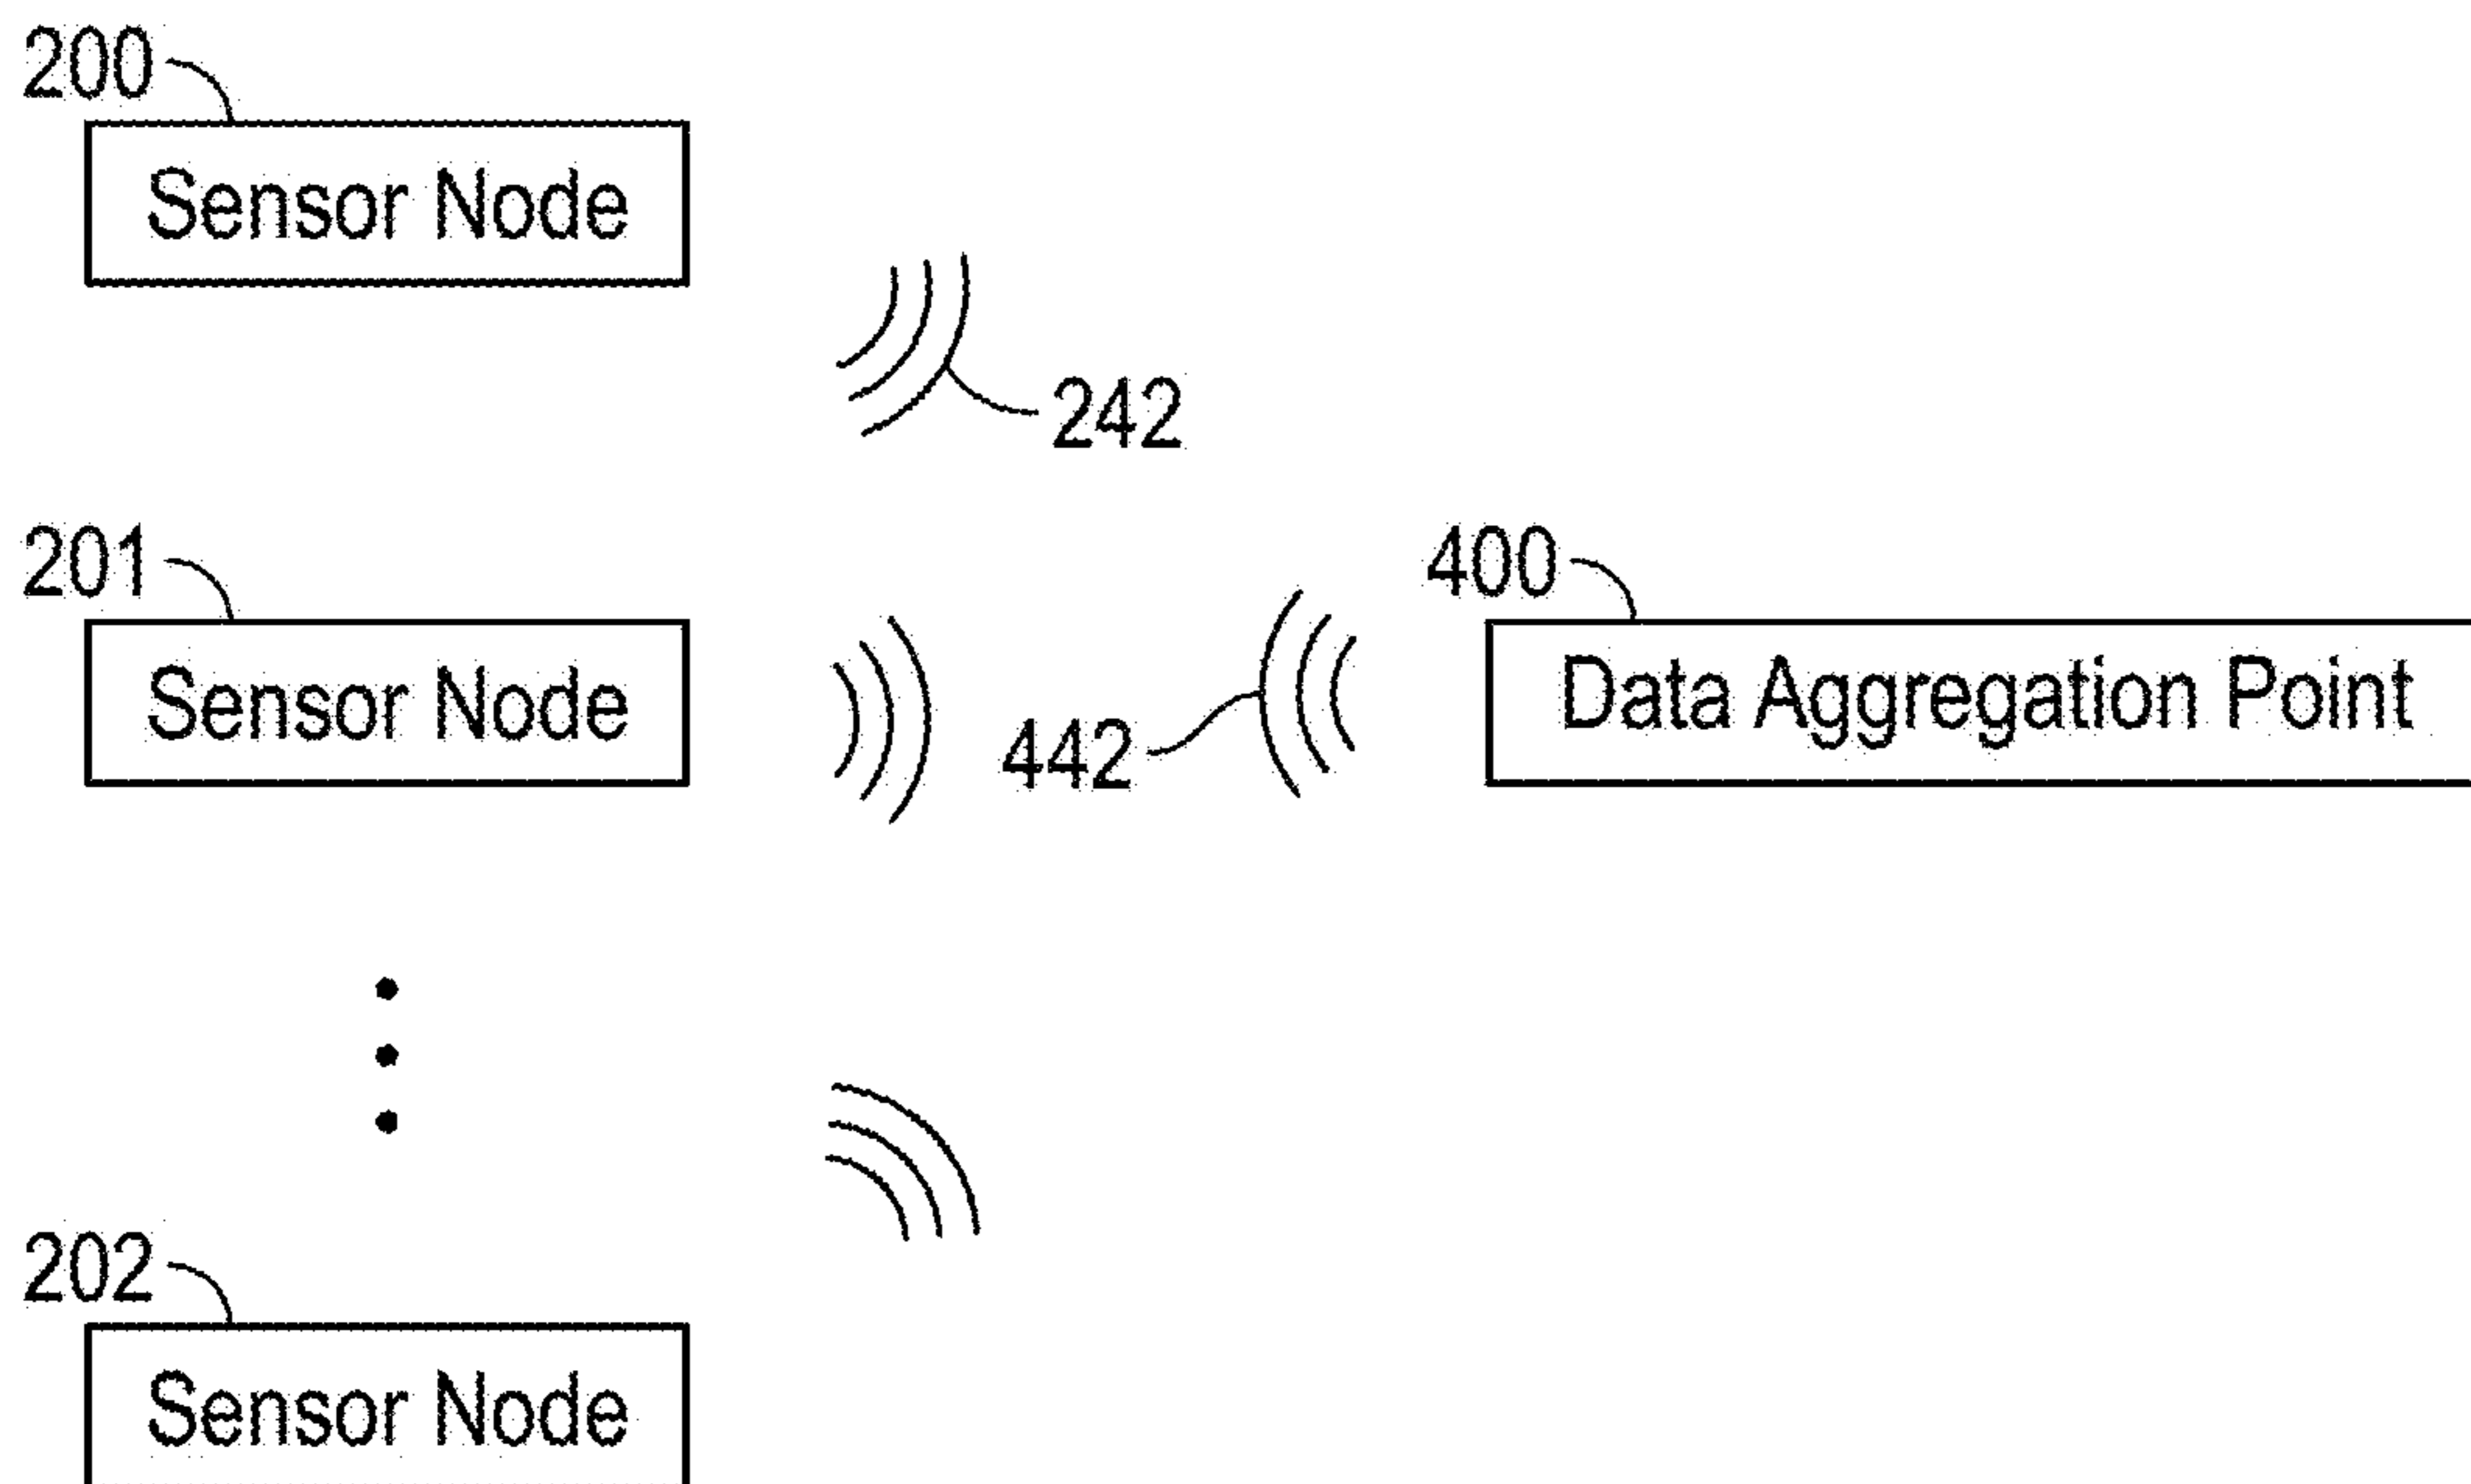 200
Sensor Node
242
201
400
Sensor Node
442
Data Aggregation Point
202
Sensor Node